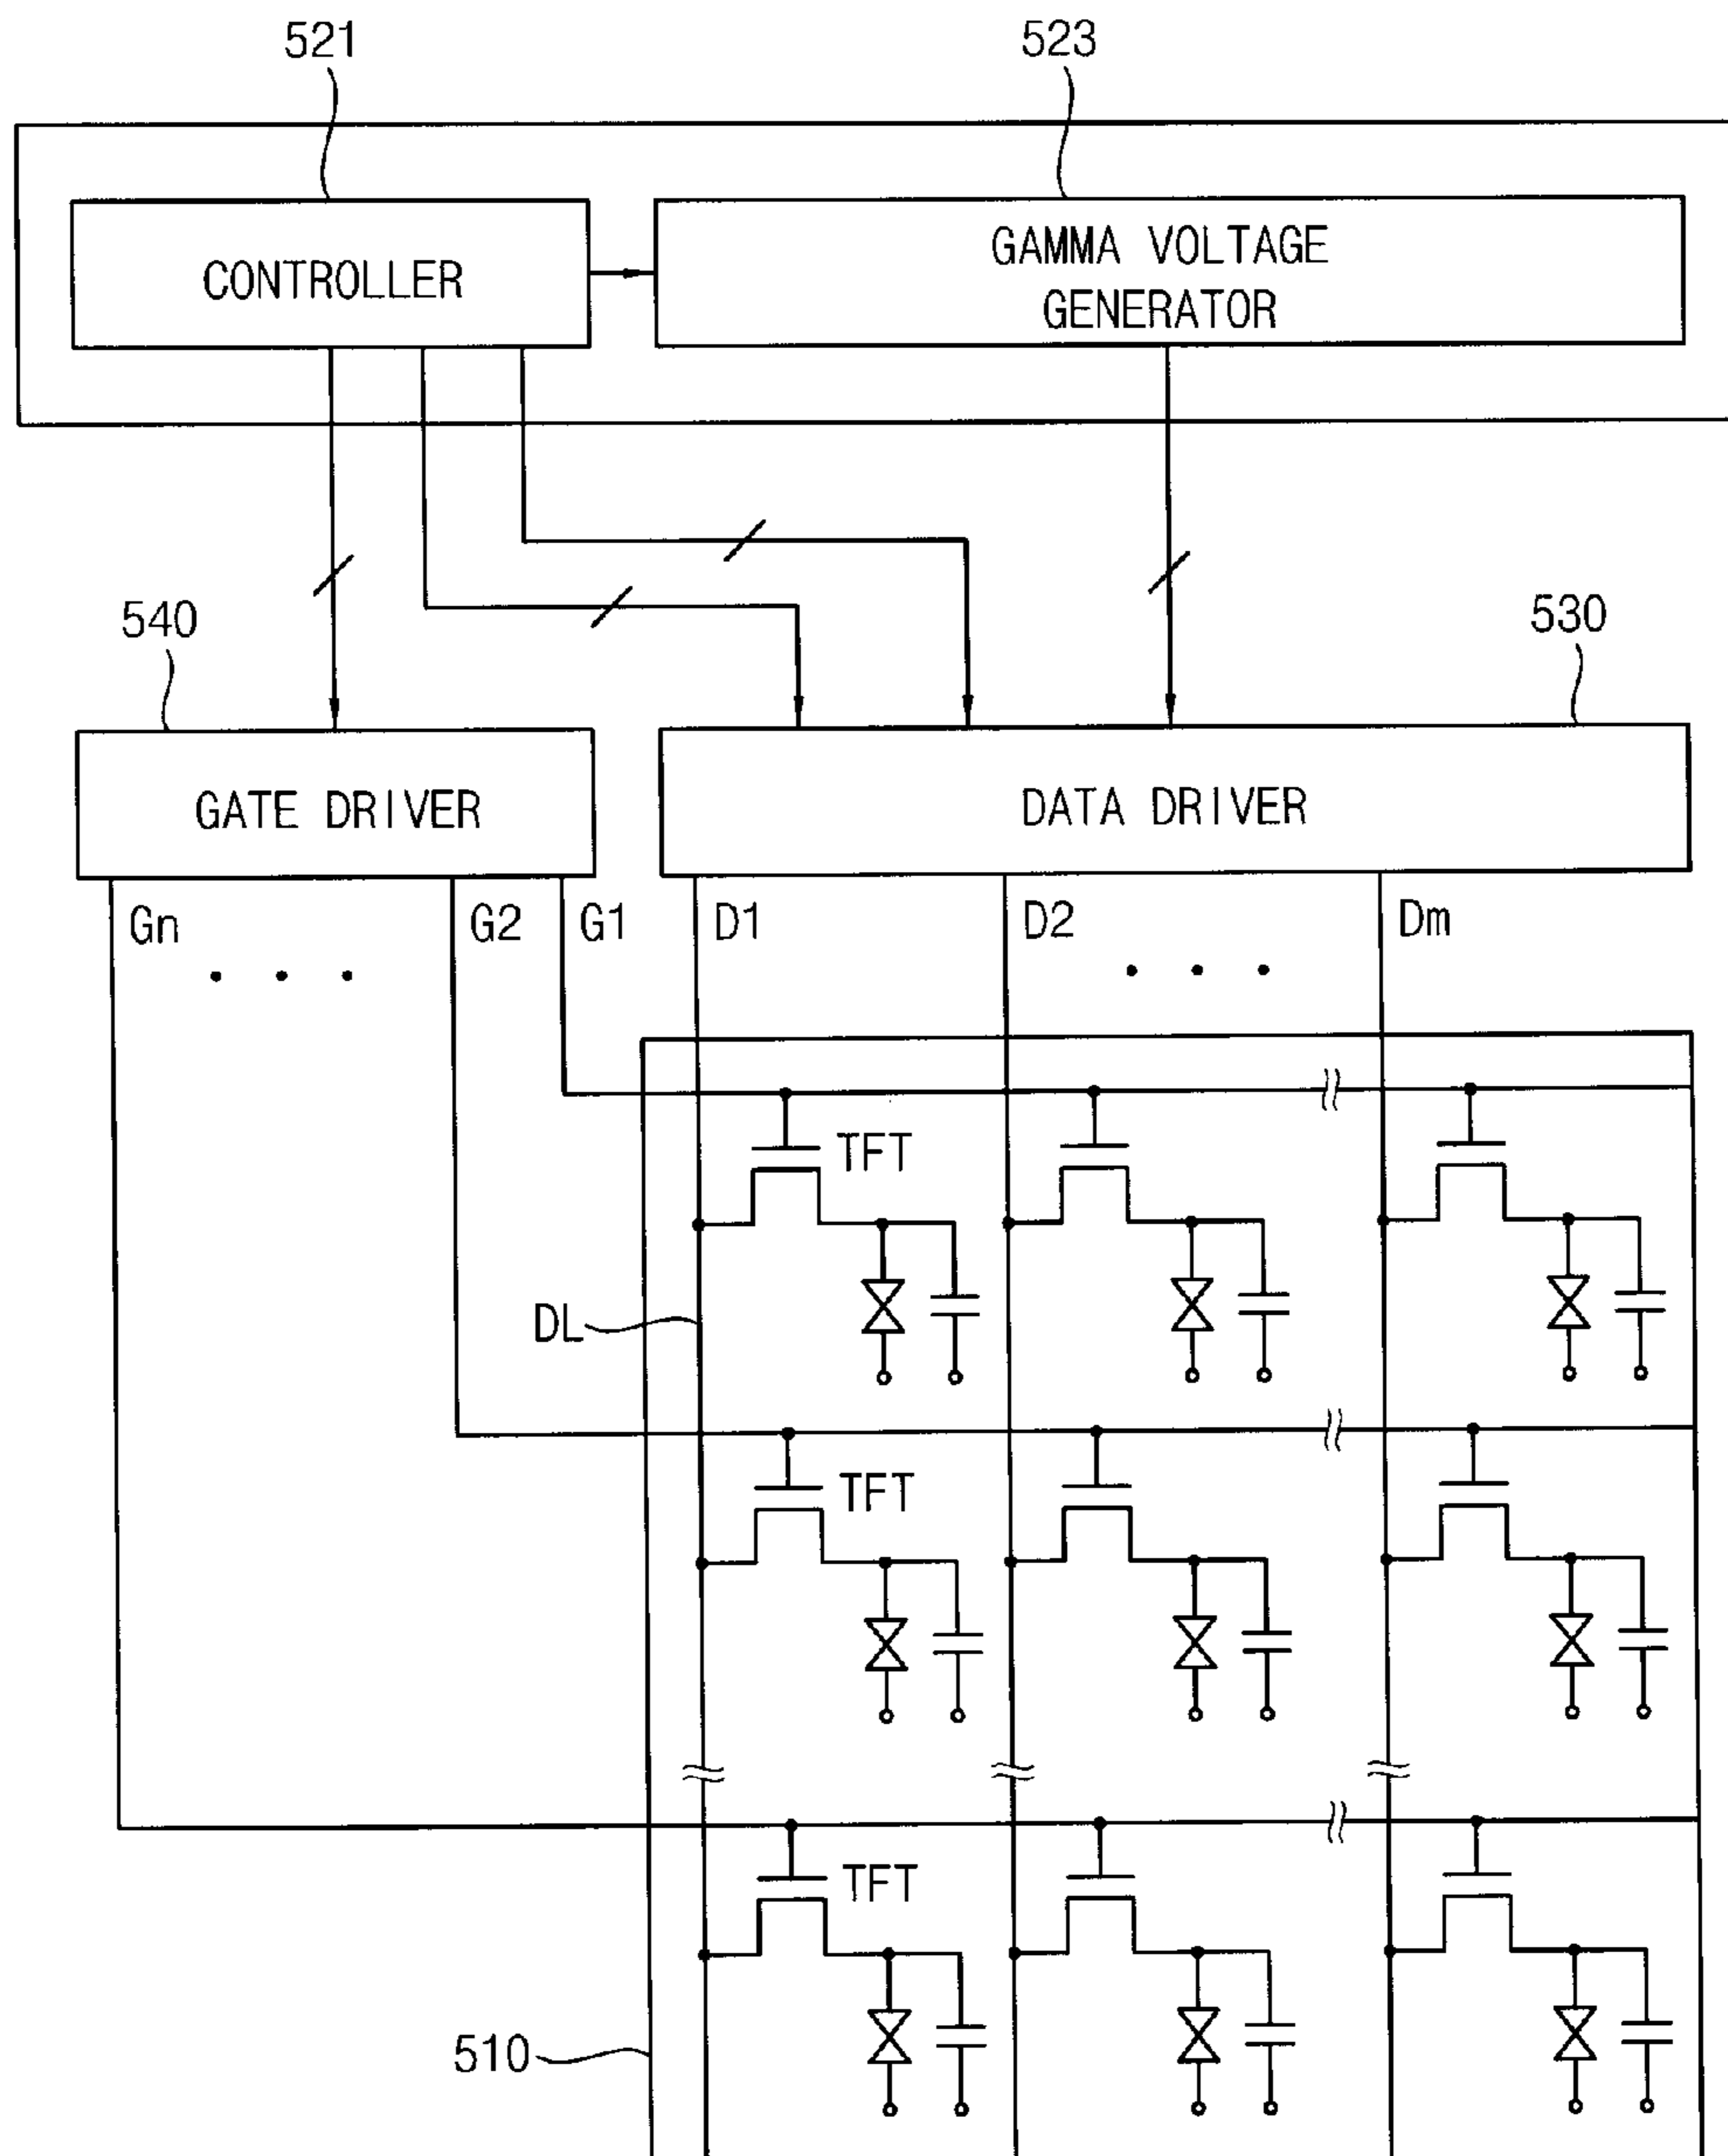 521
523
CONTROLLER
GAMMA VOLTAGE
GENERATOR
540
530
GATE DRIVER
DATA DRIVER
Gn
G2
G1
D1
D2
Dm
TFT
DL
TFT
TFT
510